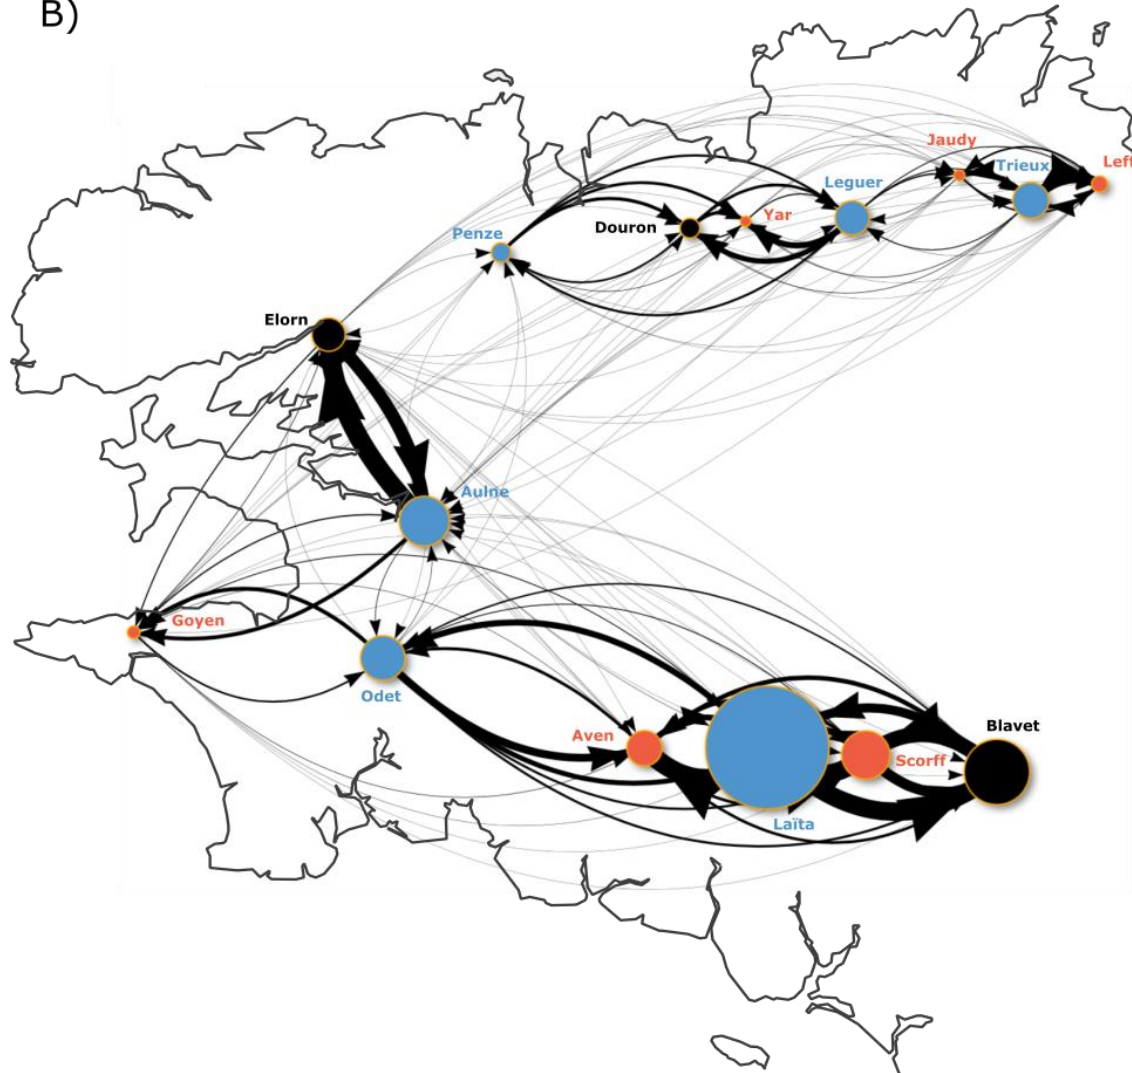 B)
Jaudy
Trieux
Leff
Leguer
Yar
Douron
Penze
Elorn
Aulne
Goyen
Odet
Aven
Blavet
Scorff
Laïta